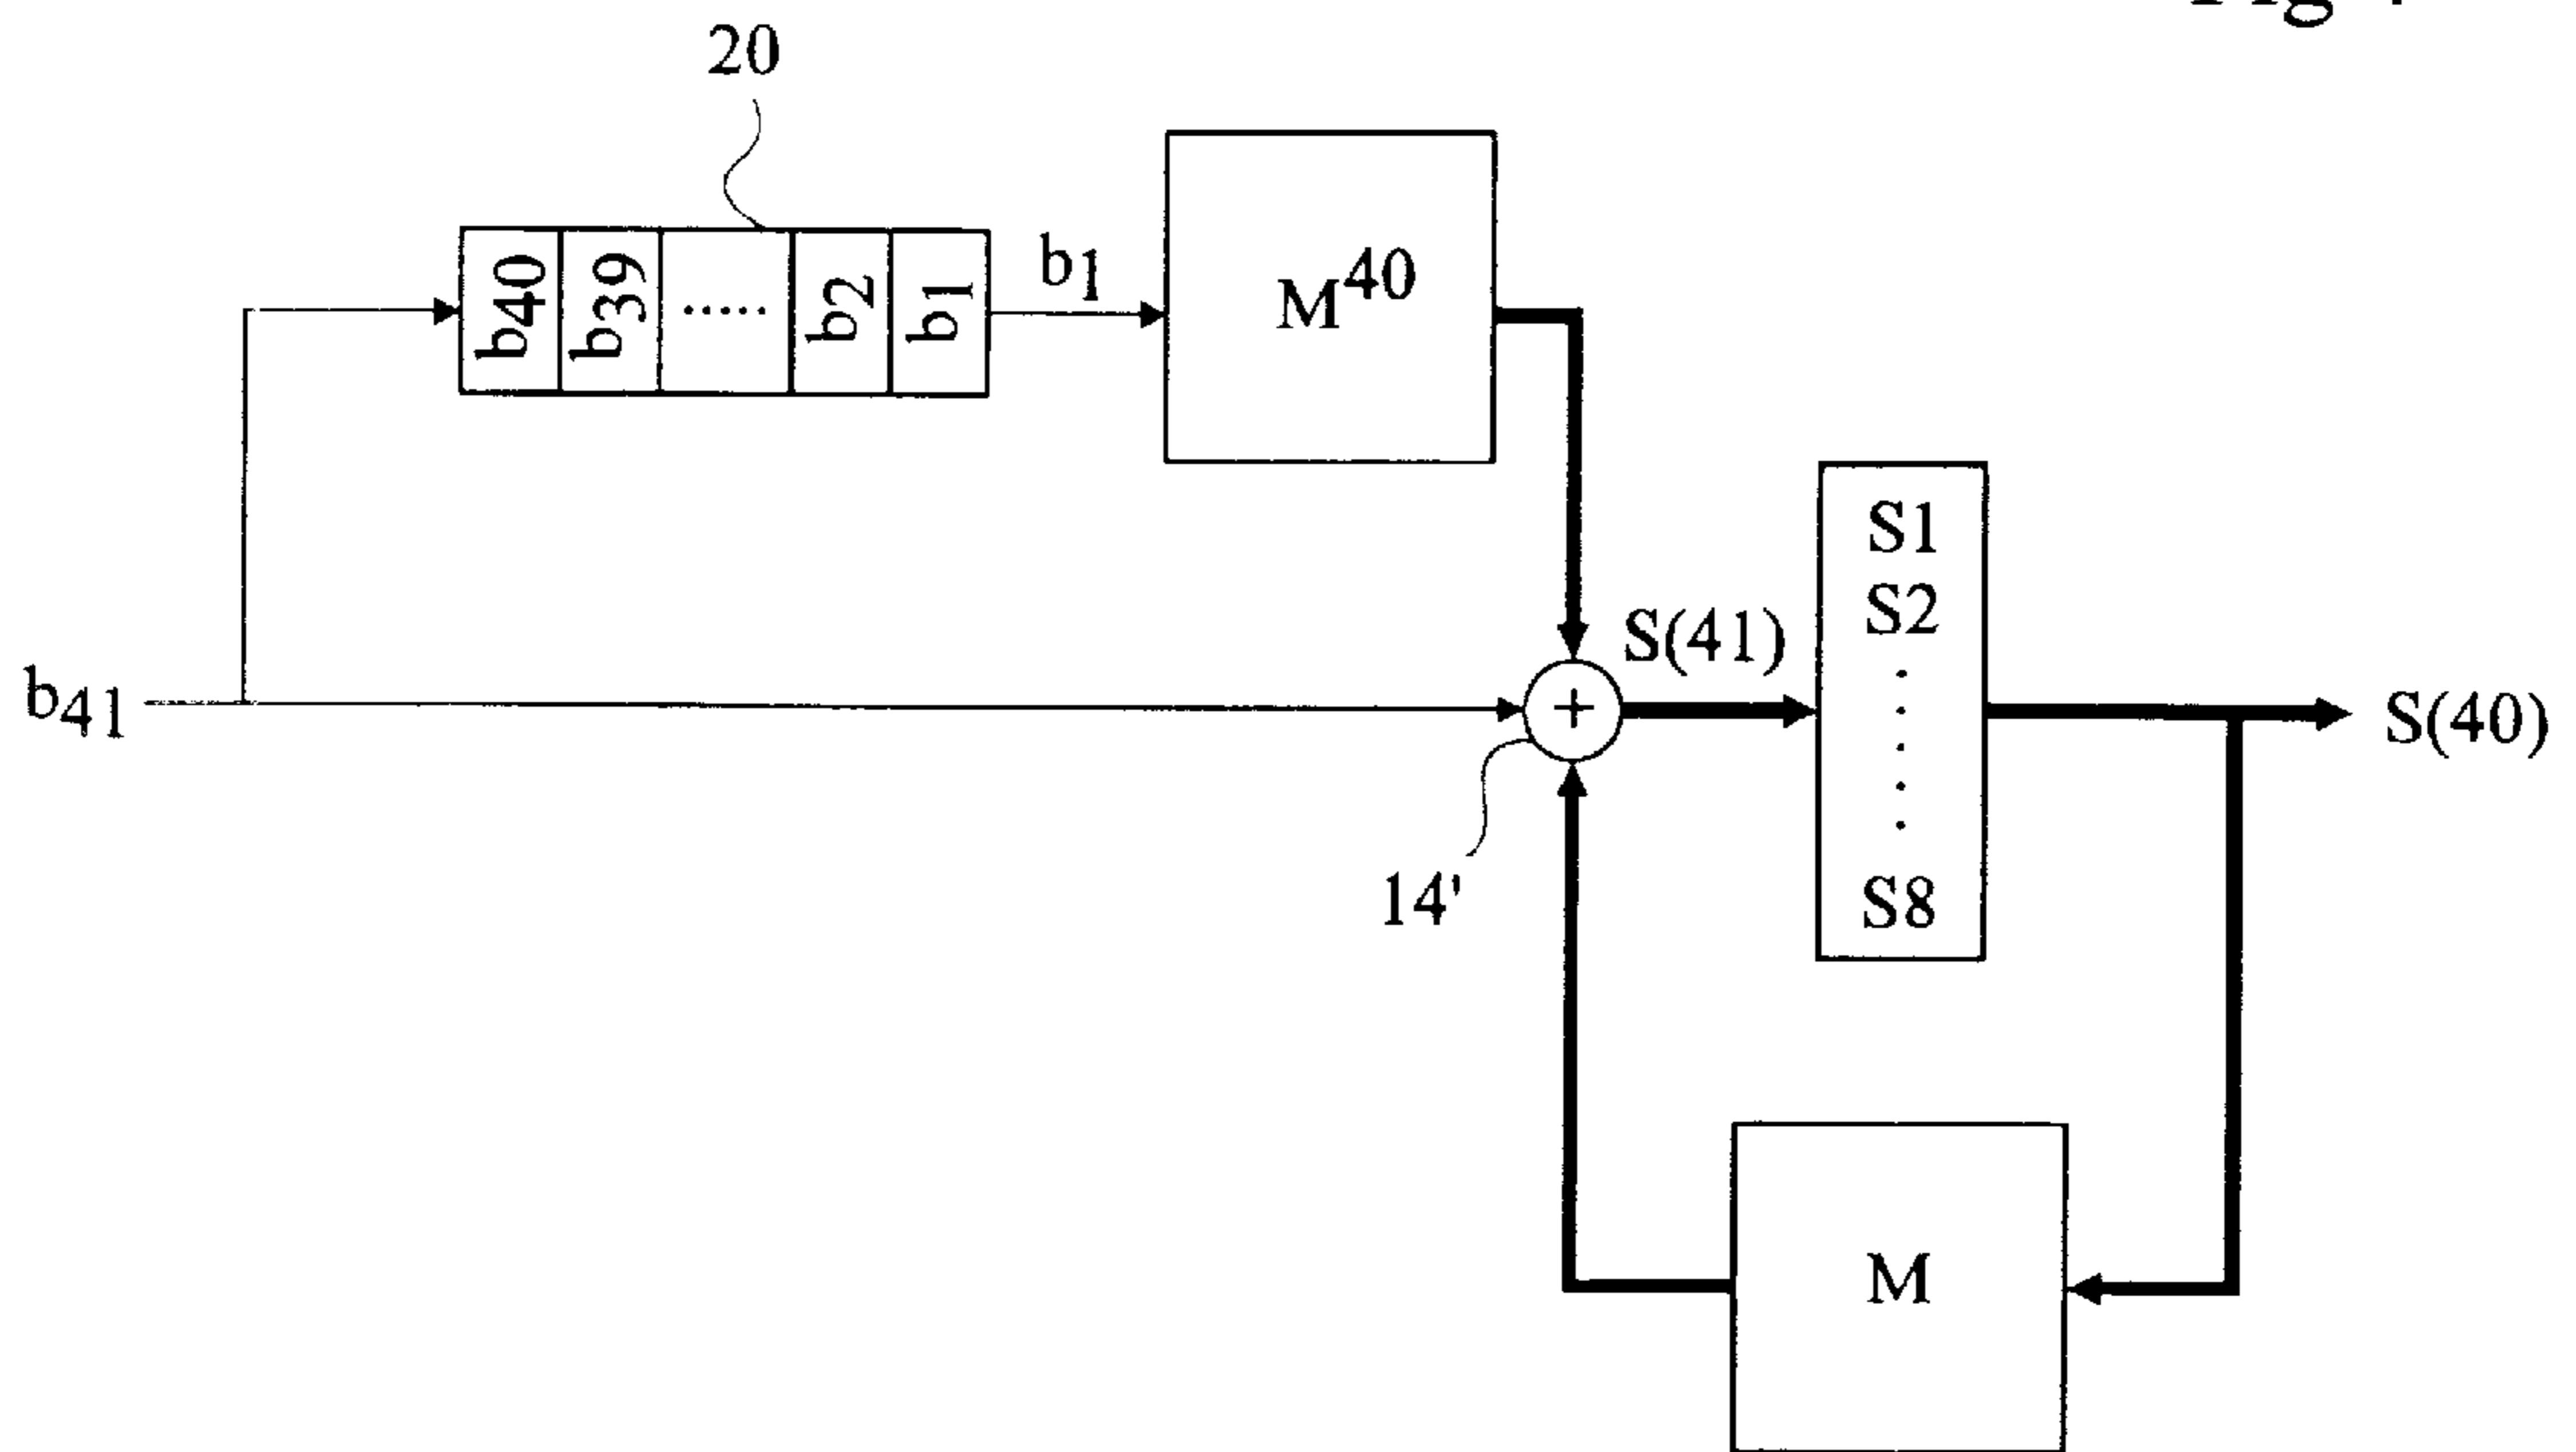 20
b40
b39
.....
b2
b1
b1
M40
S1
S2
S8
S(41)
b41
+
S(40)
14'
M